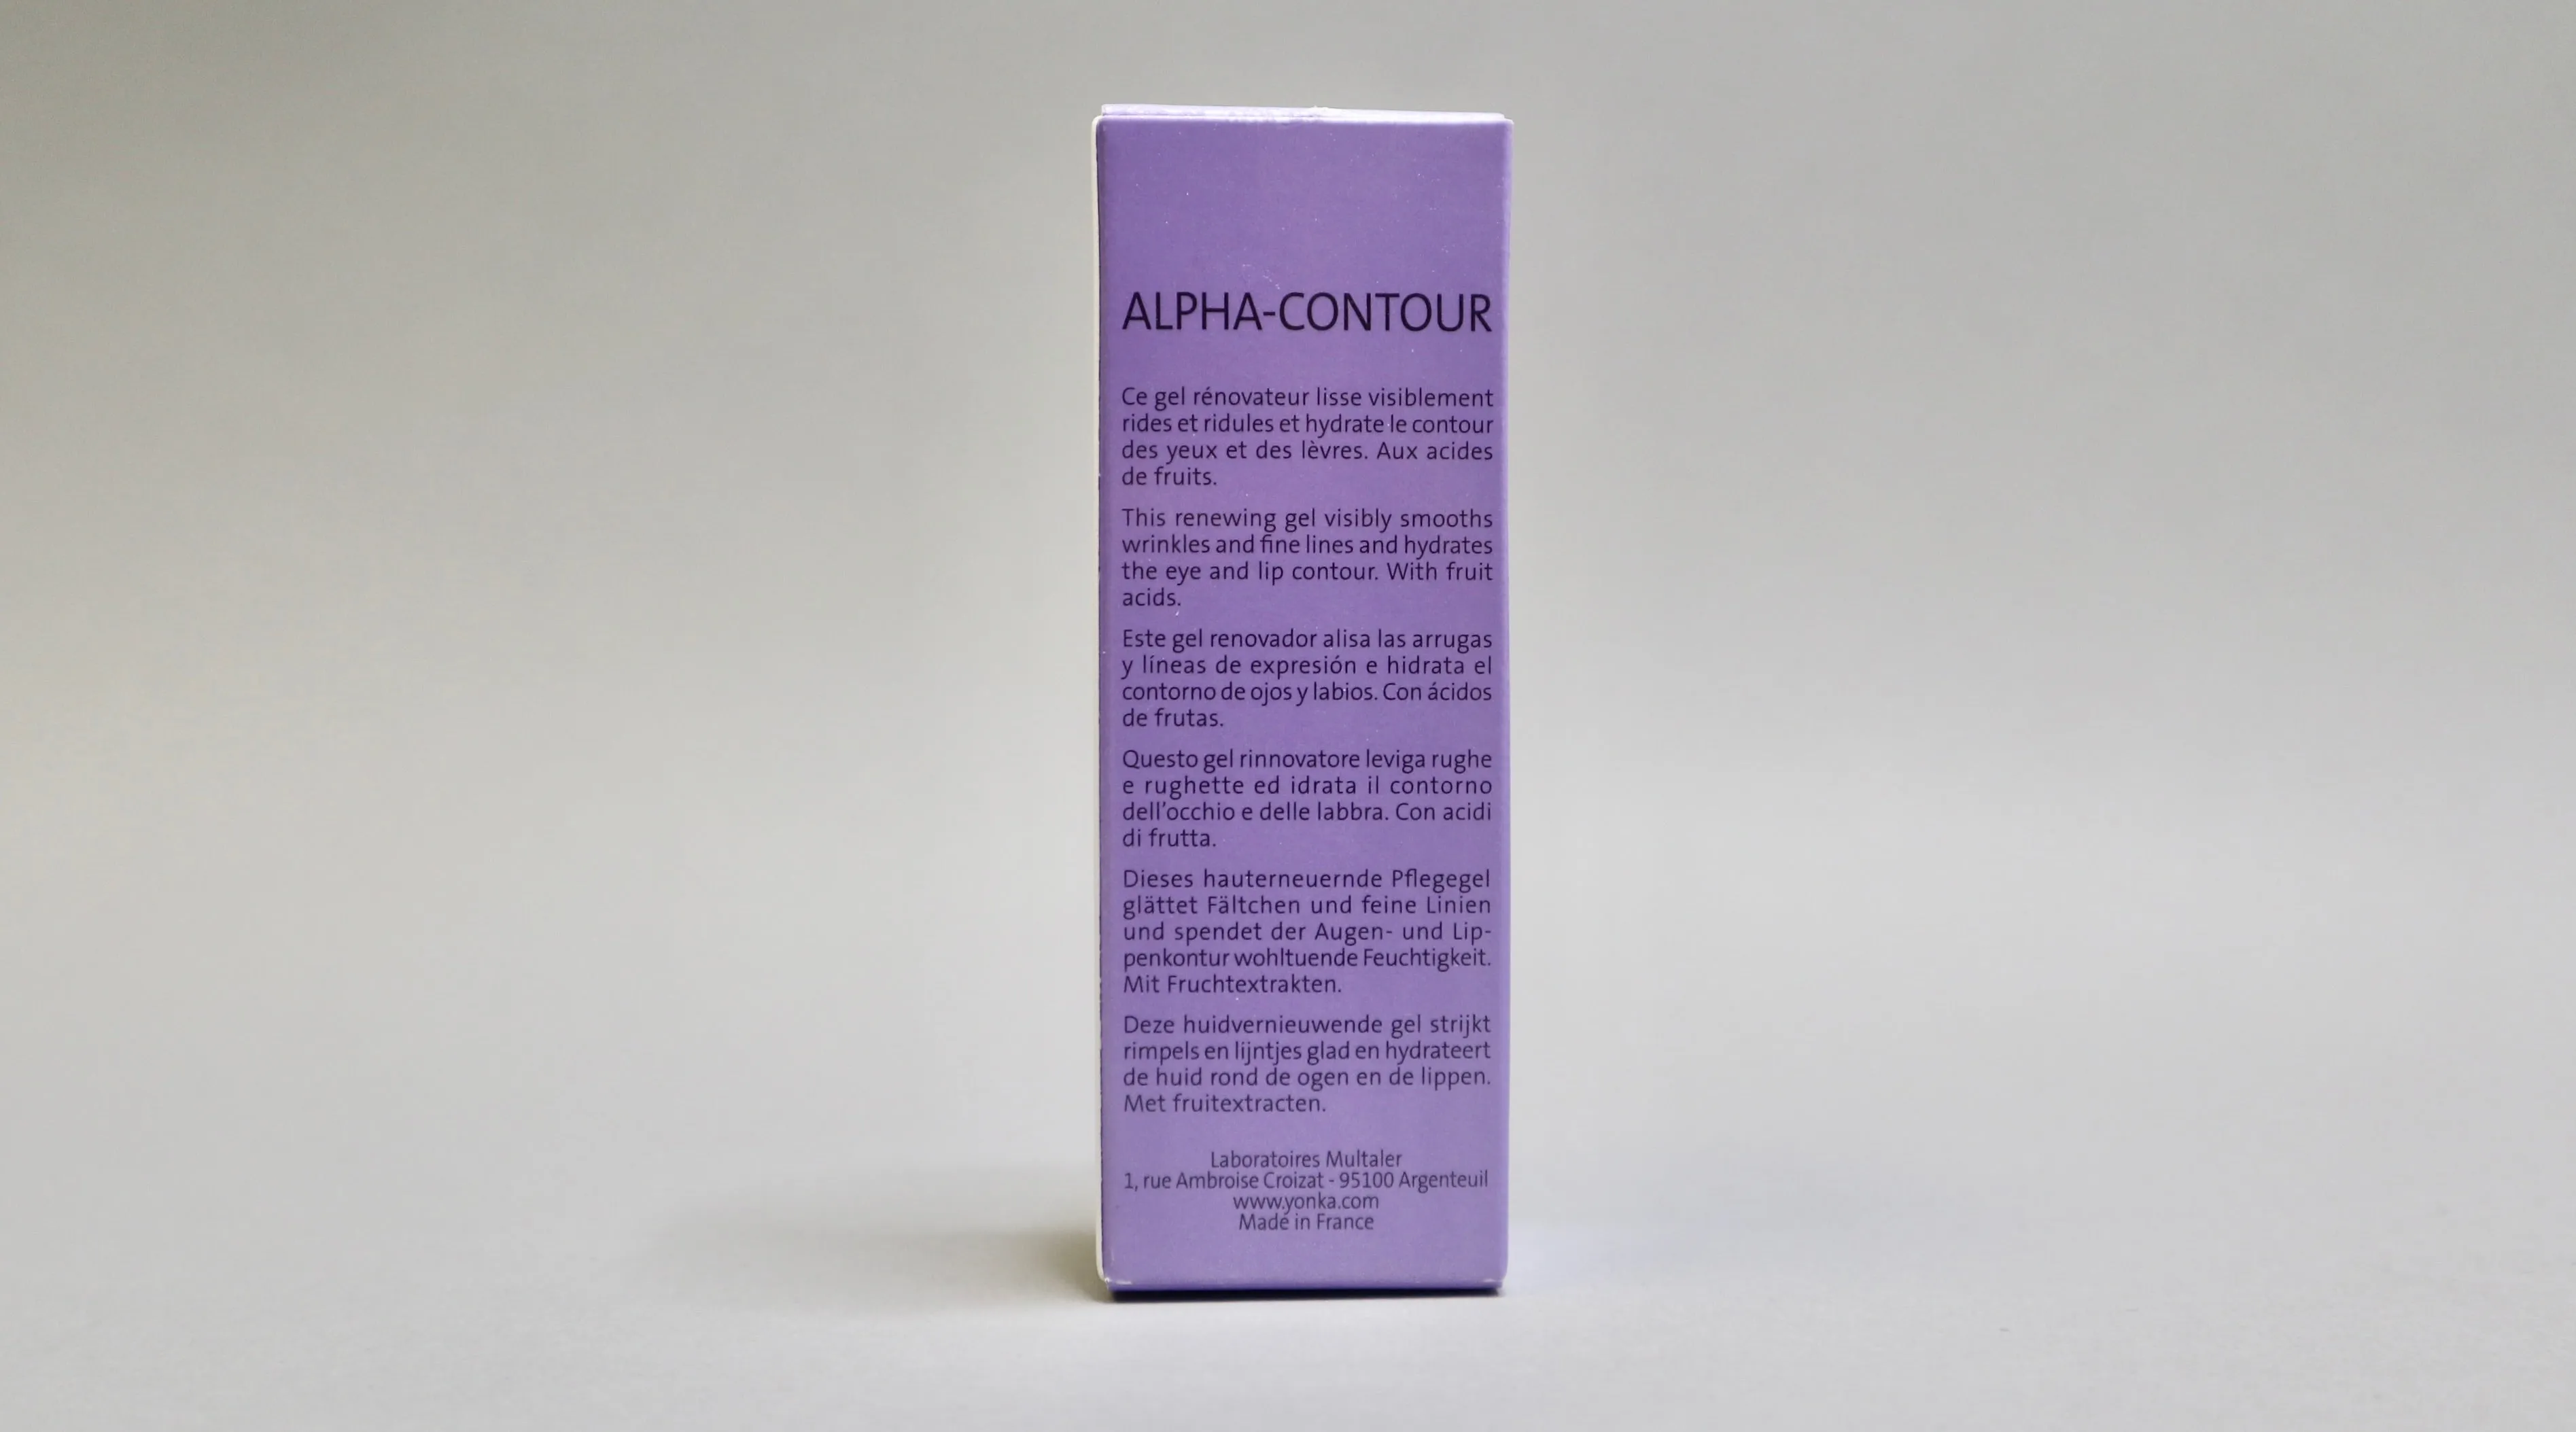 ALPHA-CONTOUR
Ce gel rénovateur lisse visiblement
rides et ridules et hydrate le contour
des yeux et des lèvres. Aux acides
de fruits.
This renewing gel visibly smooths
wrinkles and fine lines and hydrates
the eye and lip contour. With fruit
acids.
Este gel renovador alisa las arrugas
y líneas de expresión e hidrata el
contorno de ojos y labios. Con ácidos
de frutas.
Questo gel rinnovatore leviga rughe
e rughette ed idrata il contorno
dell'occhio e delle labbra. Con acidi
di frutta.
Dieses hauterneuernde Pflegegel
glättet Fältchen und feine Linien
und spendet der Augen- und Lip-
penkontur wohltuende Feuchtigkeit.
Mit Fruchtextrakten.
Deze huidvernieuwende gel strijkt
rimpels en lijntjes glad en hydrateert
de huid rond de ogen en de lippen.
Met fruitextracten.
Laboratoires Multaler
1, rue Ambroise Croizat - 95100 Argenteuil
www.yonka.com
Made in France